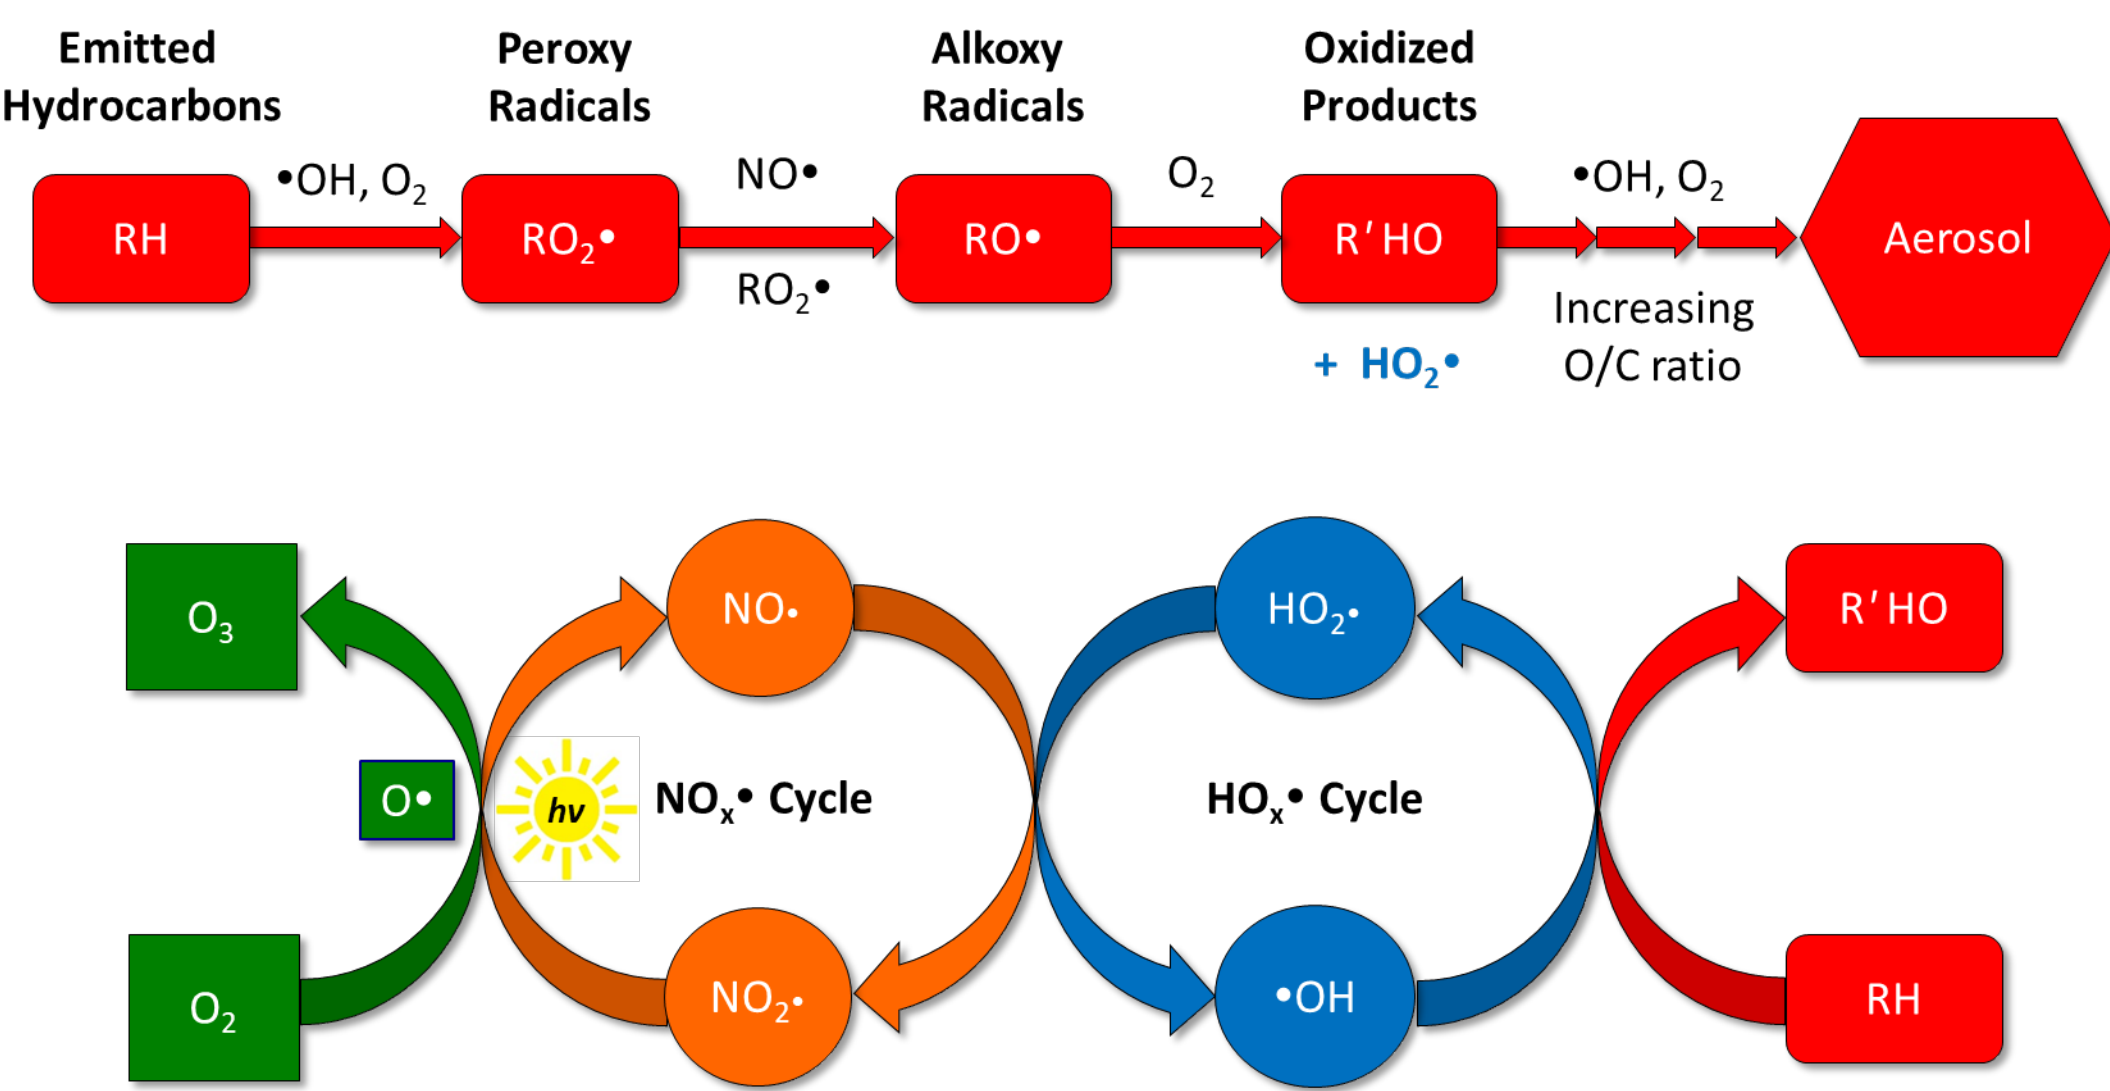 Emitted
Hydrocarbons
Peroxy
Radicals
Alkoxy
Radicals
Oxidized
Products
RH
•OH, O₂
RO₂•
NO•
RO₂•
RO•
O₂
R′HO
+ HO₂•
•OH, O₂
Increasing
O/C ratio
Aerosol
O₃
NO•
HO₂•
R′HO
O•
hν
NOₓ• Cycle
HOₓ• Cycle
O₂
NO₂•
•OH
RH